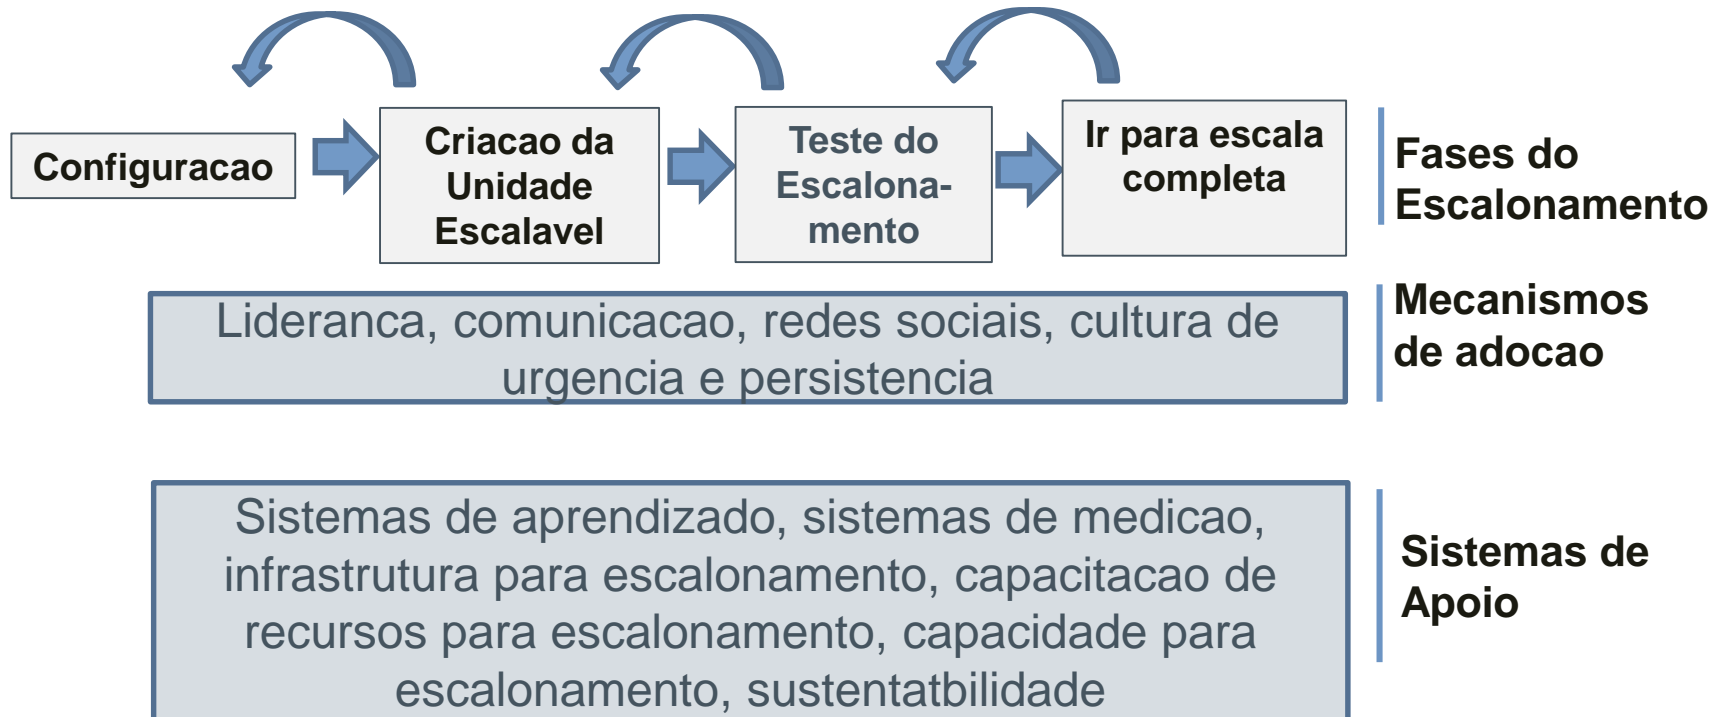 Configuracao
Criacao da
Unidade
Escalavel
Teste do
Escalona-
mento
Ir para escala
completa
Fases do
Escalonamento
Lideranca, comunicacao, redes sociais, cultura de
urgencia e persistencia
Mecanismos
de adocao
Sistemas de aprendizado, sistemas de medicao,
infrastrutura para escalonamento, capacitacao de
recursos para escalonamento, capacidade para
escalonamento, sustentatbilidade
Sistemas de
Apoio